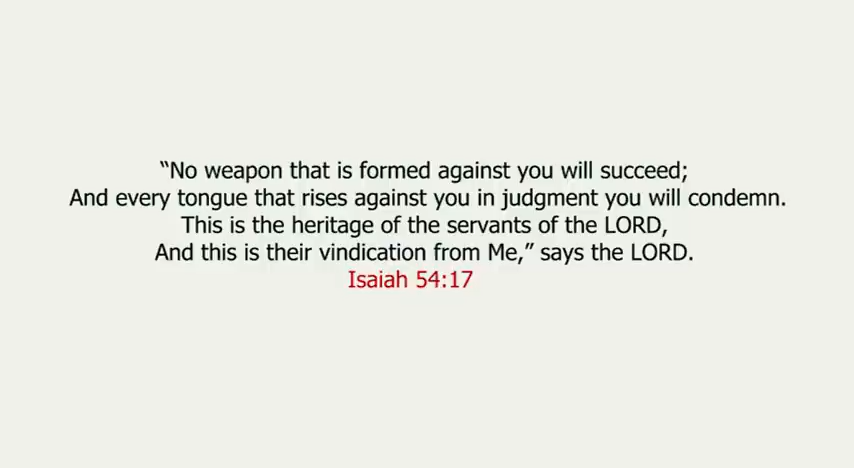 “No weapon that is formed against you will succeed;
And every tongue that rises against you in judgment you will condemn.
This is the heritage of the servants of the LORD,
And this is their vindication from Me,” says the LORD.
Isaiah 54:17